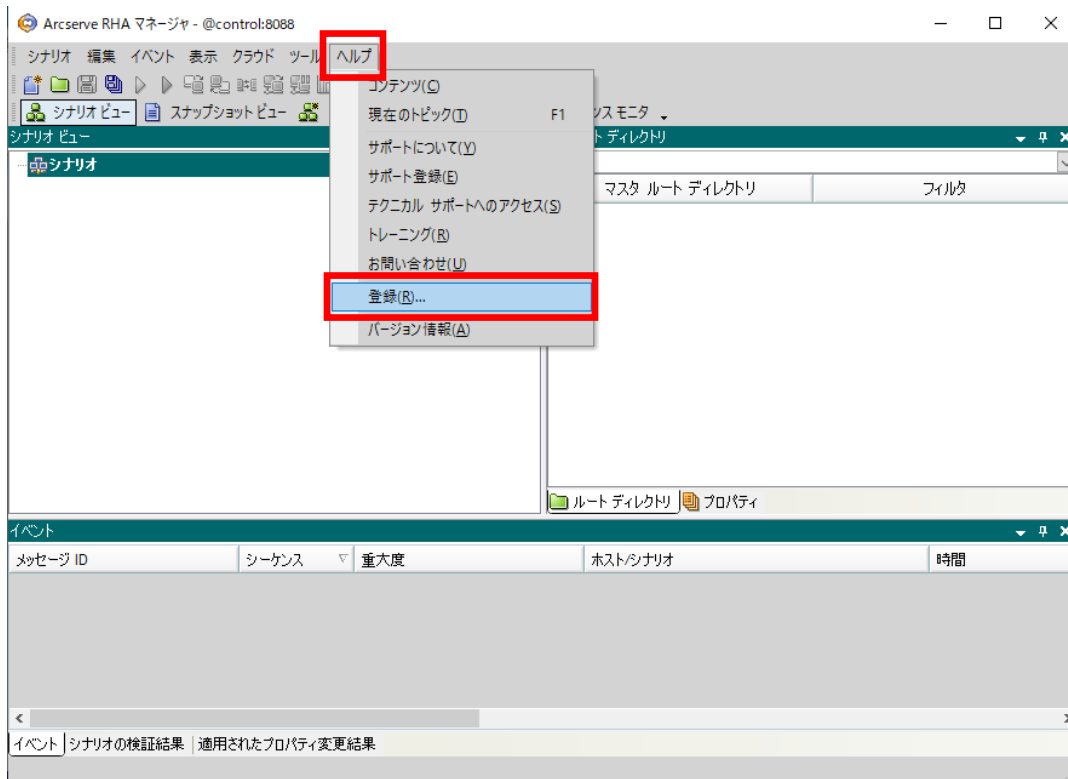 Arcserve RHA マネージャ - @control:8088
シナリオ 編集 イベント 表示 クラウド ツール ヘルプ
シナリオ ビュー スナップショット ビュー
ンス モニタ
コンテンツ(C)
現在のトピック(T) F1
サポートについて(Y)
サポート登録(E)
テクニカル サポートへのアクセス(S)
トレーニング(R)
お問い合わせ(U)
登録(R)...
バージョン情報(A)
シナリオ ビュー
シナリオ
ト ディレクトリ
マスタ ルート ディレクトリ フィルタ
ルート ディレクトリ プロパティ
イベント
メッセージ ID シーケンス 重大度 ホスト/シナリオ 時間
イベント シナリオの検証結果 適用されたプロパティ変更結果